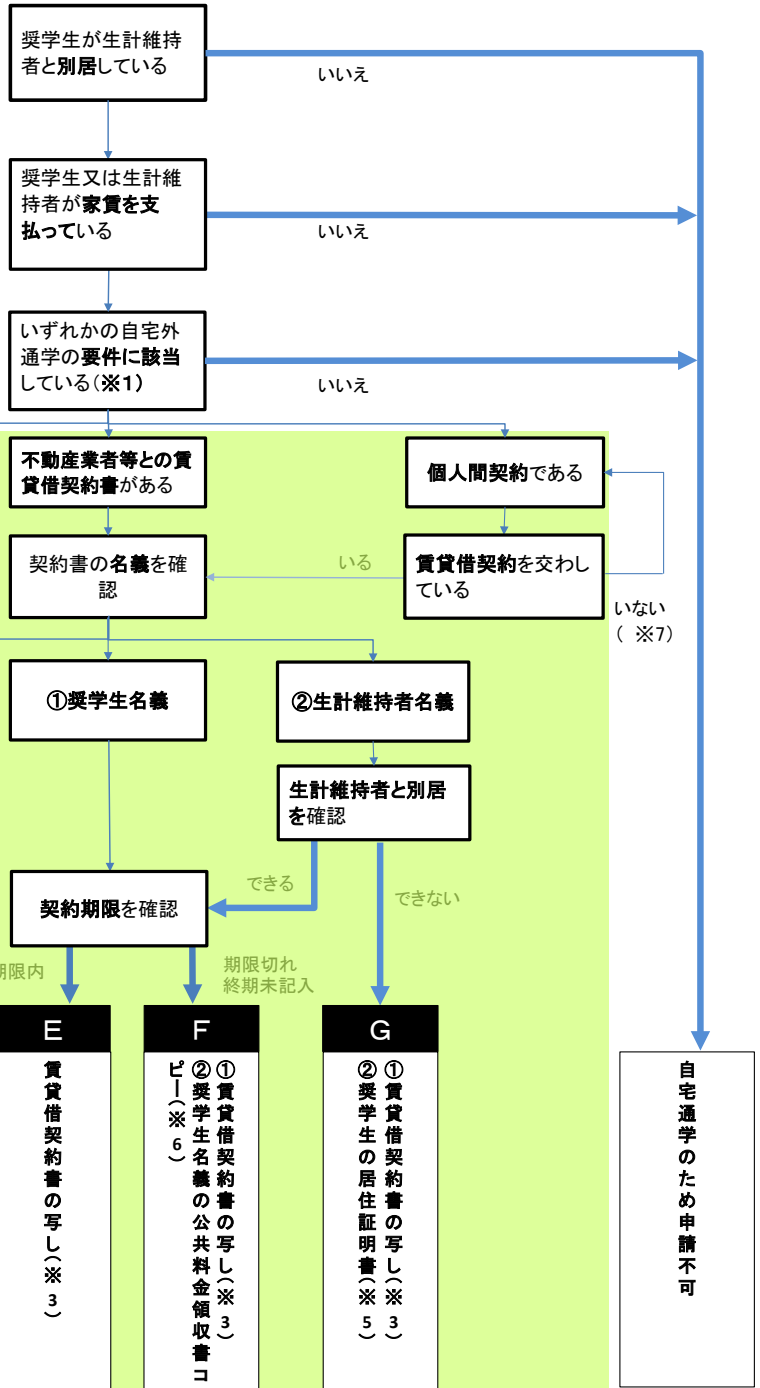 奨学生が生計維持
者と別居している
いいえ
奨学生又は生計維
持者が家賃を支
払っている
いいえ
いずれかの自宅外
通学の要件に該当
している(※1)
いいえ
不動産業者等との賃
貸借契約書がある
個人間契約である
契約書の名義を確
認
いる
賃貸借契約を交わし
ている
いない
( ※7)
①奨学生名義
②生計維持者名義
生計維持者と別居
を確認
できる
できない
契約期限を確認
期限内
期限切れ
終期未記入
E
F
G
賃貸借契約書の写し(※3)
①賃貸借契約書の写し(※3)
②奨学生名義の公共料金領収書コ
ピー(※6)
①賃貸借契約書の写し(※3)
②奨学生の居住証明書(※5)
自宅通学のため申請不可